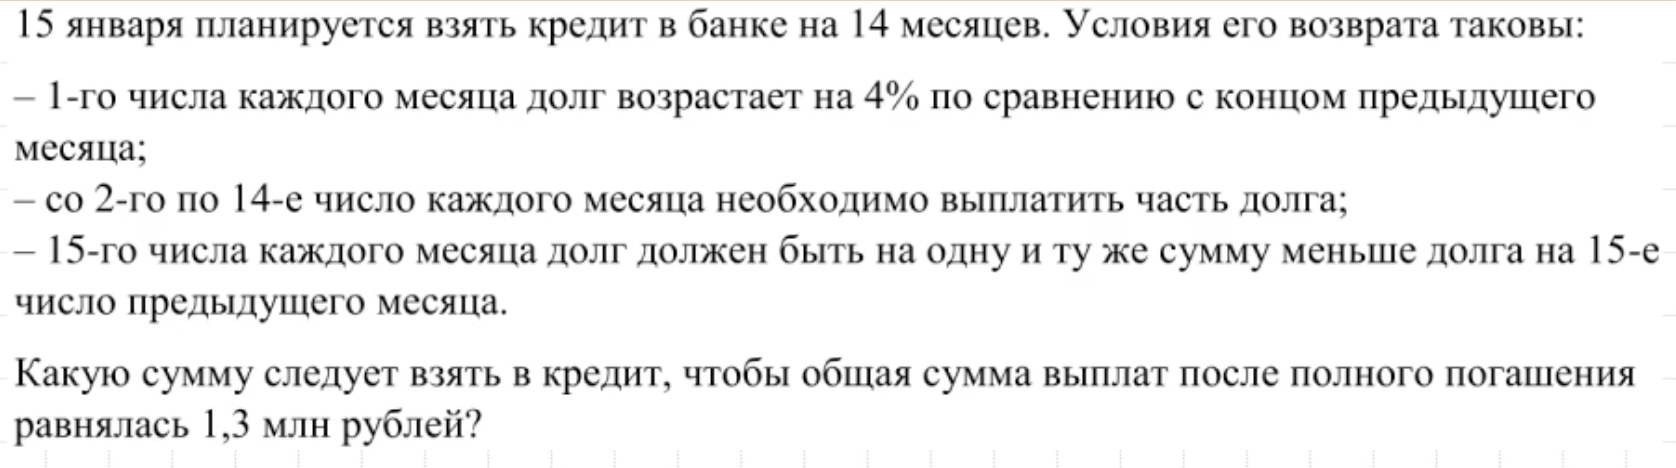 15 января планируется взять кредит в банке на 14 месяцев. Условия его возврата таковы:
– 1-го числа каждого месяца долг возрастает на 4% по сравнению с концом предыдущего
месяца;
– со 2-го по 14-е число каждого месяца необходимо выплатить часть долга;
– 15-го числа каждого месяца долг должен быть на одну и ту же сумму меньше долга на 15-е
число предыдущего месяца.
Какую сумму следует взять в кредит, чтобы общая сумма выплат после полного погашения
равнялась 1,3 млн рублей?